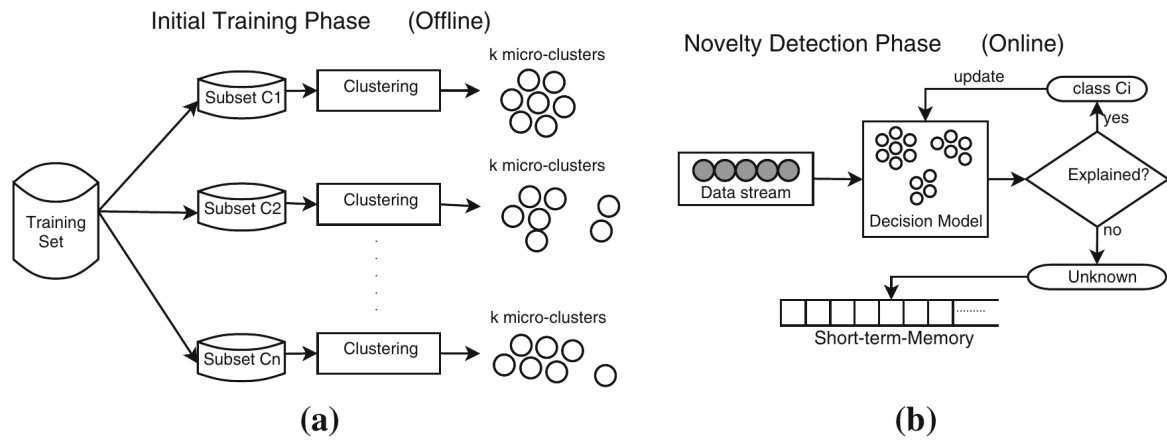 Initial Training Phase (Offline)
Training
Set
Subset C1
Clustering
k micro-clusters
Subset C2
Clustering
k micro-clusters
Subset Cn
Clustering
k micro-clusters
(a)
Novelty Detection Phase (Online)
update
class Ci
yes
Data stream
Decision Model
Explained?
no
Unknown
Short-term-Memory
(b)